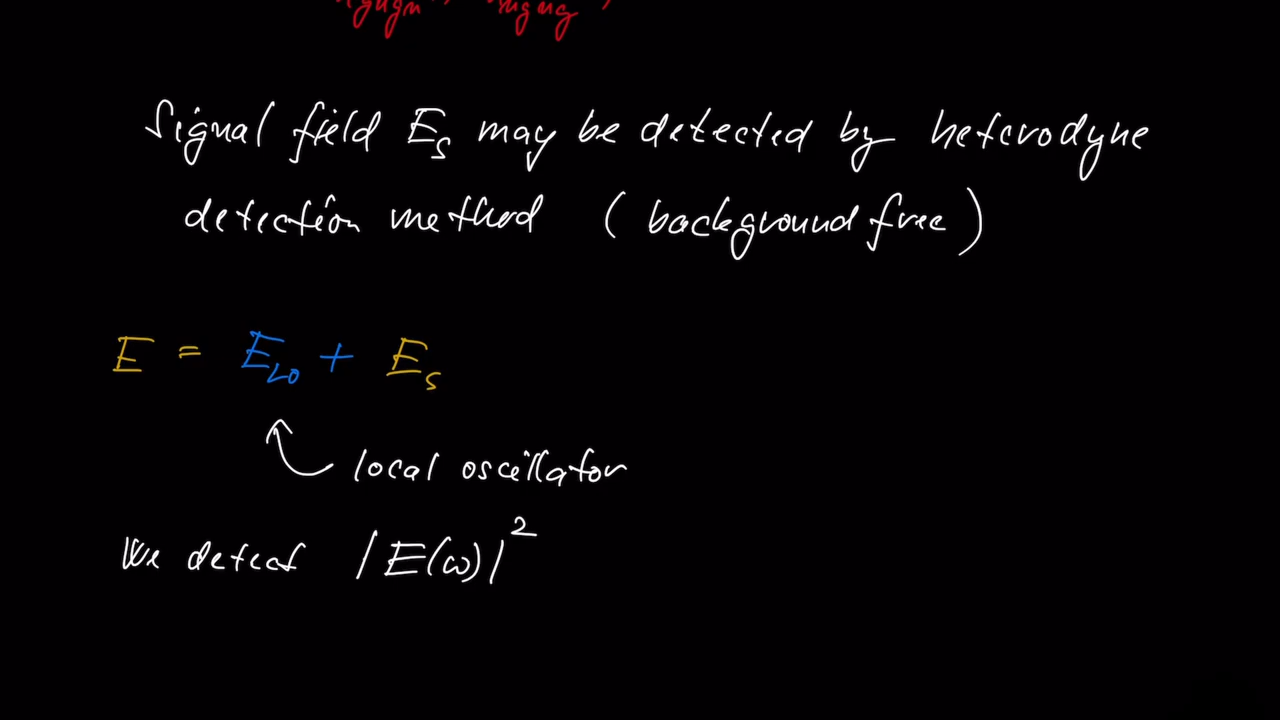 Signal field E_s may be detected by heterodyne
detection method (background free)
E = E_LO + E_s
local oscillator
We detect |E(ω)|²